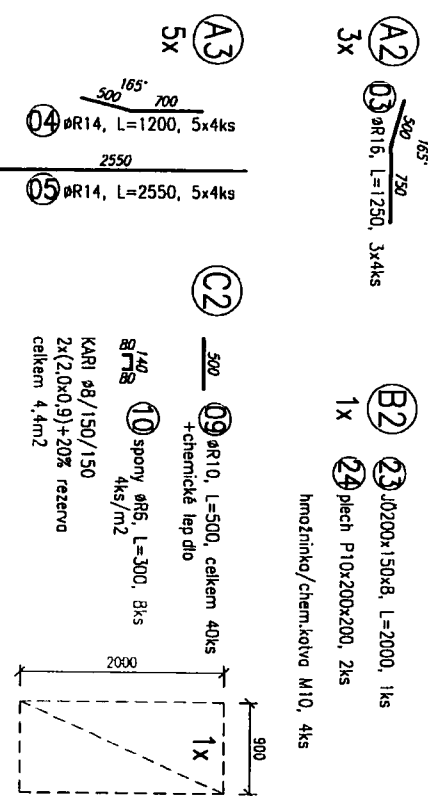 A2
3x
500
165°
750
03 øR16, L=1250, 3x4ks
A3
5x
500
165°
700
04 øR14, L=1200, 5x4ks
2550
05 øR14, L=2550, 5x4ks
B2
1x
23 JÖ200x150x8, L=2000, 1ks
24 plech P10x200x200, 2ks
hmoždinka/chem.kotva M10, 4ks
C2
500
09 øR10, L=500, celkem 40ks
+chemické lepdlo
80
140
80
10 spony øR6, L=300, 8ks
4ks/m2
KARI ø8/150/150
2x(2,0x0,9)+20% rezerva
celkem 4,4m2
2000
900
1x